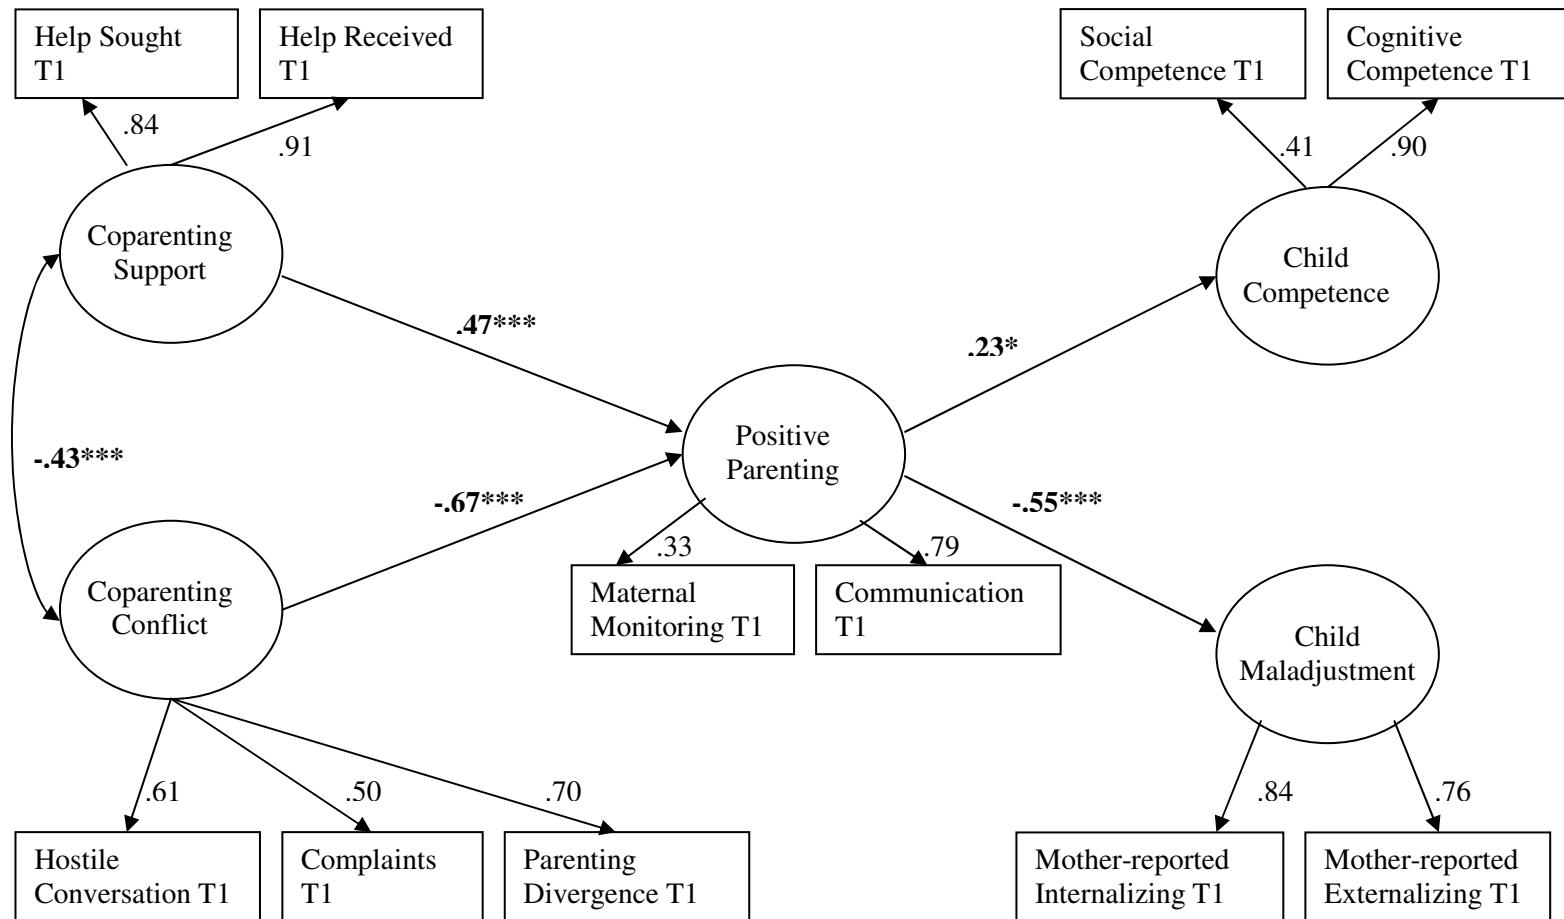 Help Sought
T1
Help Received
T1
Social
Competence T1
Cognitive
Competence T1
.84
.91
.41
.90
Coparenting
Support
Child
Competence
.47***
.23*
-.43***
Positive
Parenting
-.67***
-.55***
.33
.79
Coparenting
Conflict
Maternal
Monitoring T1
Communication
T1
Child
Maladjustment
.61
.50
.70
.84
.76
Hostile
Conversation T1
Complaints
T1
Parenting
Divergence T1
Mother-reported
Internalizing T1
Mother-reported
Externalizing T1